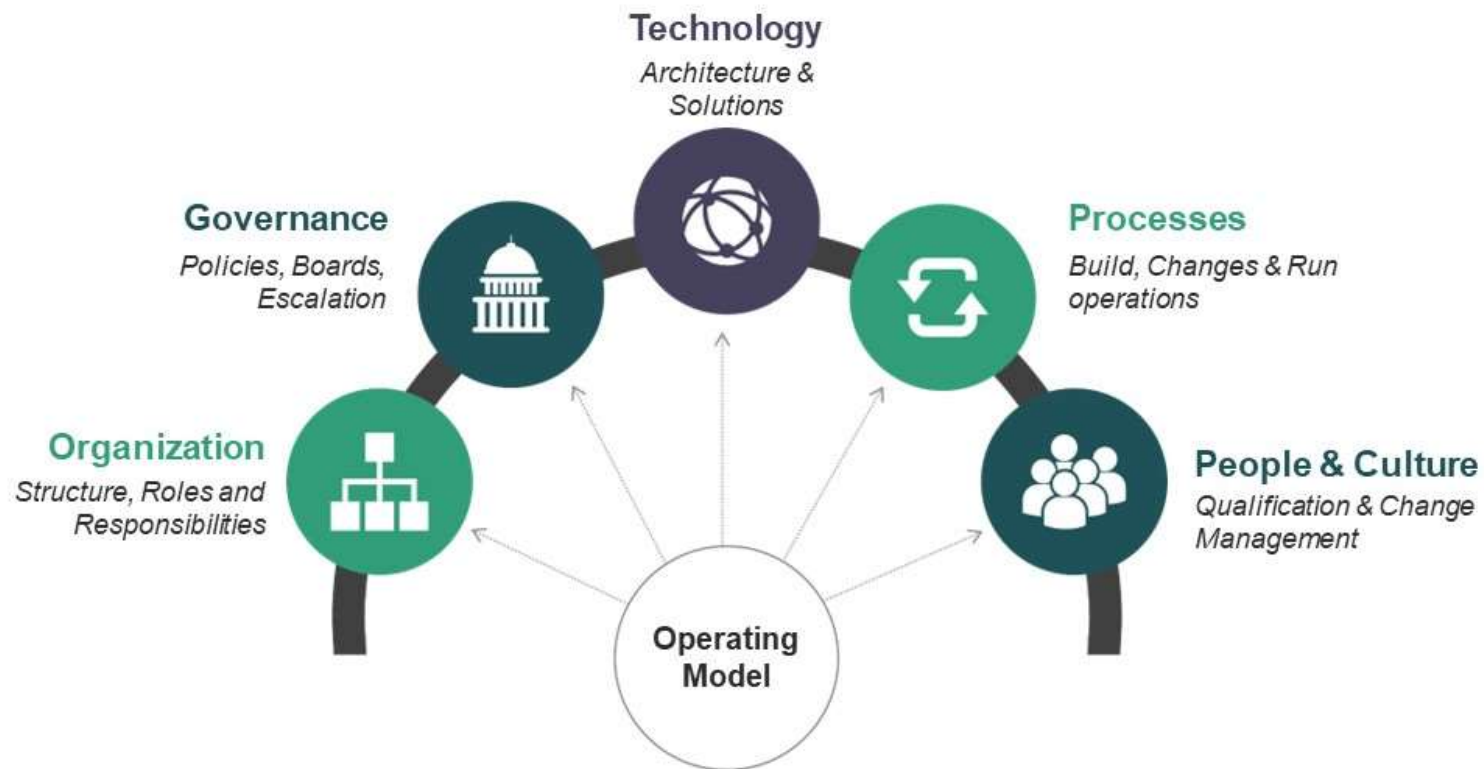 Technology
Architecture &
Solutions
Governance
Policies, Boards,
Escalation
Processes
Build, Changes & Run
operations
Organization
Structure, Roles and
Responsibilities
People & Culture
Qualification & Change
Management
Operating
Model